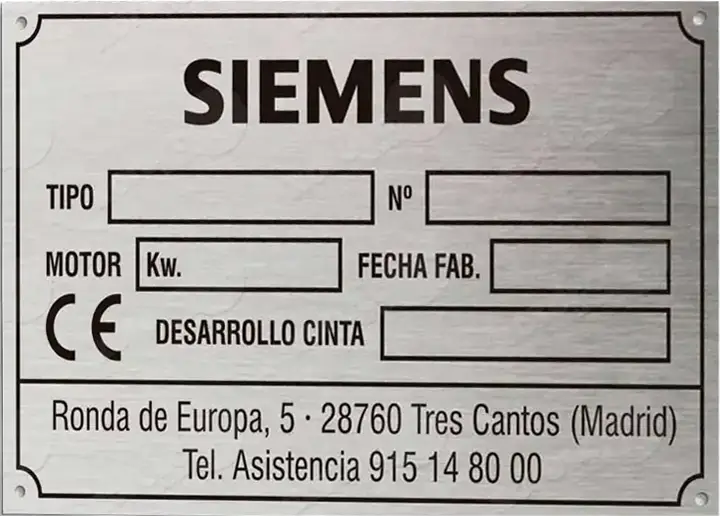 SIEMENS
TIPO Nº
MOTOR Kw. FECHA FAB.
CE DESARROLLO CINTA
Ronda de Europa, 5 · 28760 Tres Cantos (Madrid)
Tel. Asistencia 915 14 80 00